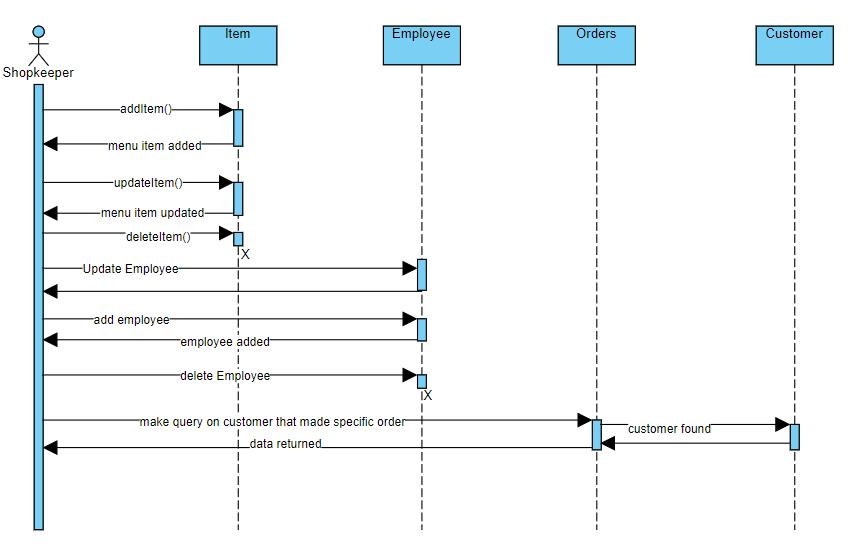 Item
Employee
Orders
Customer
Shopkeeper
addItem()
menu item added
updateItem()
menu item updated
deleteItem()
X
Update Employee
add employee
employee added
delete Employee
X
make query on customer that made specific order
customer found
data returned